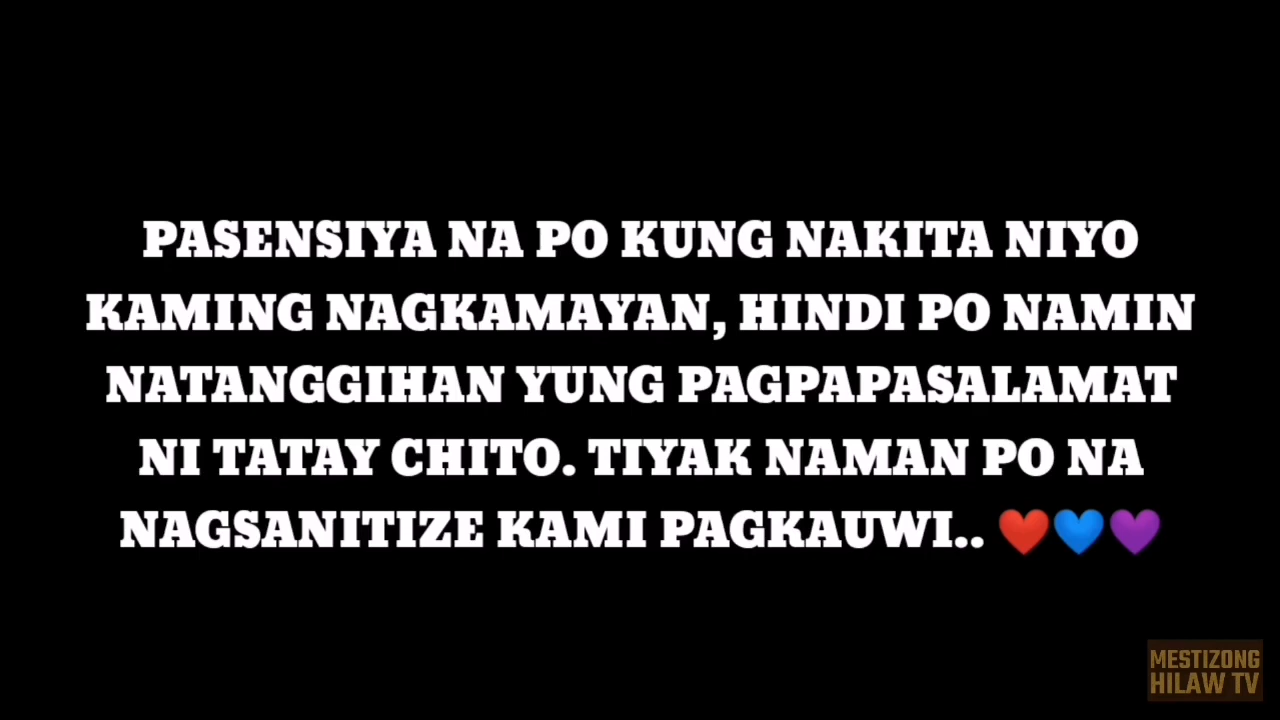 PASENSIYA NA PO KUNG NAKITA NIYO
KAMING NAGKAMAYAN, HINDI PO NAMIN
NATANGGIHAN YUNG PAGPAPASALAMAT
NI TATAY CHITO. TIYAK NAMAN PO NA
NAGSANITIZE KAMI PAGKAUWI.. ❤️💙💜
MESTIZONG
HILAW TV